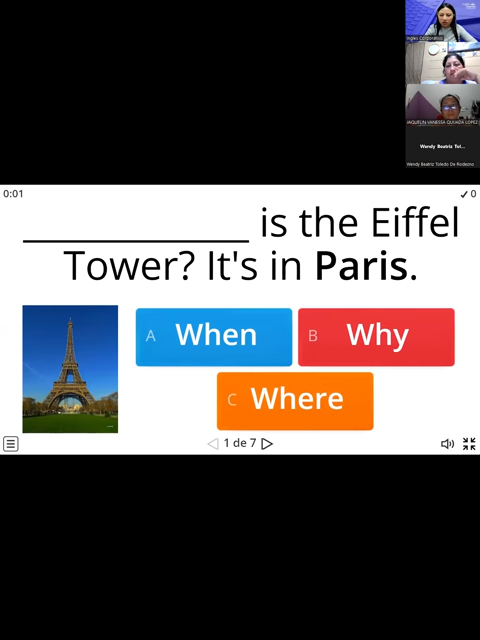 Ingles Corporativo
JAQUELIN VANESSA QUIJADA LOPEZ
Wendy Beatriz Tol...
Wendy Beatriz Toledo De Rodezno
0:01
✓ 0
____________ is the Eiffel
Tower? It's in Paris.
A When
B Why
C Where
1 de 7